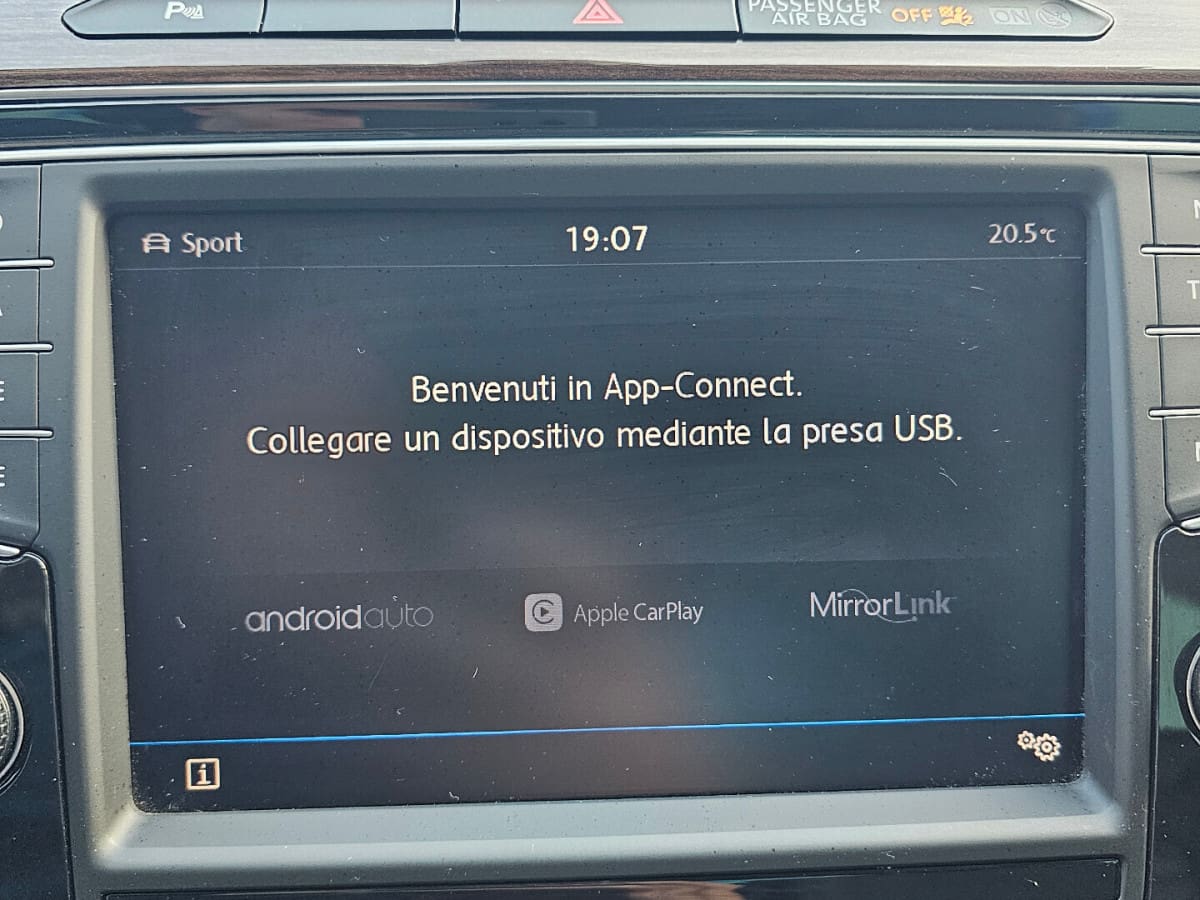 P
PASSENGER
AIR BAG OFF ON
Sport 19:07 20.5°C
Benvenuti in App-Connect.
Collegare un dispositivo mediante la presa USB.
androidauto Apple CarPlay MirrorLink
i